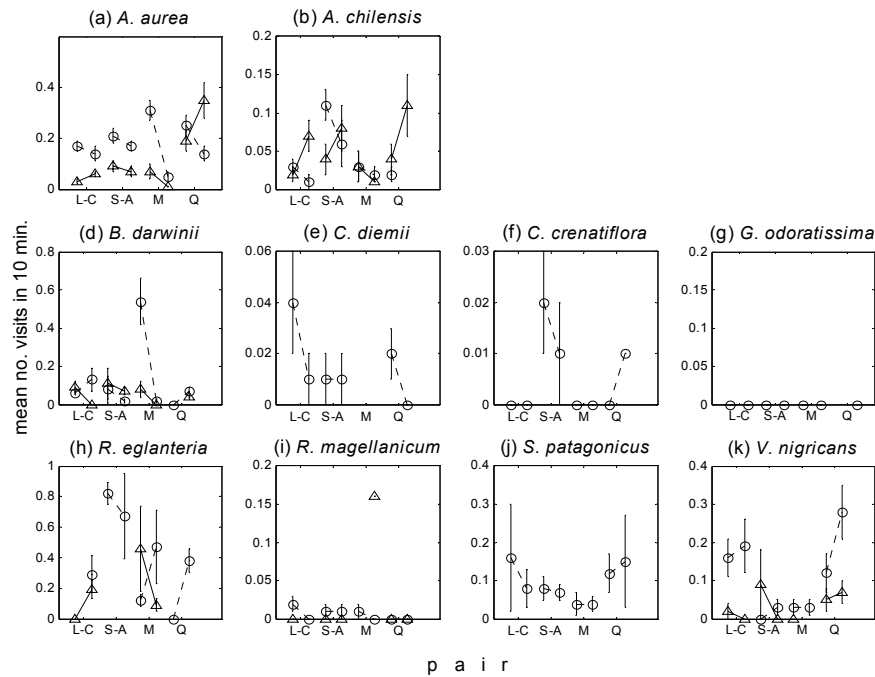 (a) A. aurea
(b) A. chilensis
0.4
0.2
0
L-C S-A M Q
0.2
0.15
0.1
0.05
0
L-C S-A M Q
mean no. visits in 10 min.
(d) B. darwinii
(e) C. diemii
(f) C. crenatiflora
(g) G. odoratissima
0.8
0.6
0.4
0.2
0
L-C S-A M Q
0.06
0.04
0.02
0
L-C S-A M Q
0.03
0.02
0.01
0
L-C S-A M Q
0.2
0.15
0.1
0.05
0
L-C S-A M Q
(h) R. eglanteria
(i) R. magellanicum
(j) S. patagonicus
(k) V. nigricans
1
0.8
0.6
0.4
0.2
0
L-C S-A M Q
0.2
0.15
0.1
0.05
0
L-C S-A M Q
0.4
0.3
0.2
0.1
0
L-C S-A M Q
0.4
0.3
0.2
0.1
0
L-C S-A M Q
p a i r